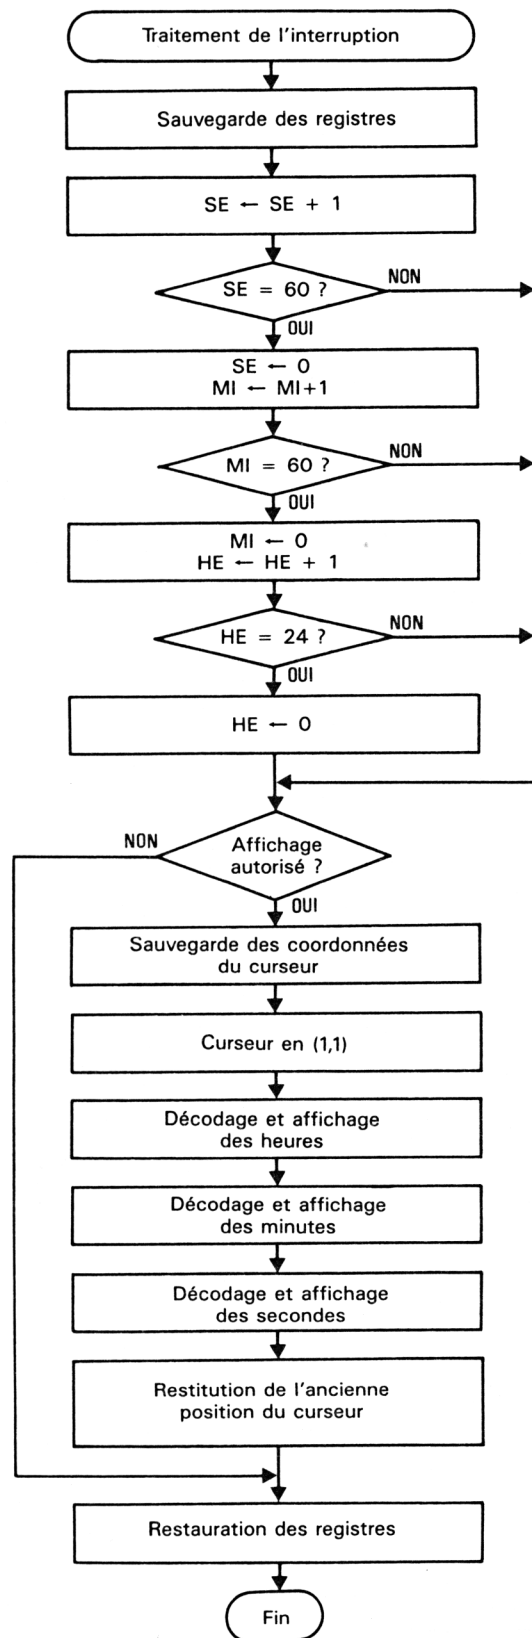 Traitement de l'interruption
Sauvegarde des registres
SE ← SE + 1
SE = 60 ?
NON
OUI
SE ← 0
MI ← MI+1
MI = 60 ?
NON
OUI
MI ← 0
HE ← HE + 1
HE = 24 ?
NON
OUI
HE ← 0
NON
Affichage
autorisé ?
OUI
Sauvegarde des coordonnées
du curseur
Curseur en (1,1)
Décodage et affichage
des heures
Décodage et affichage
des minutes
Décodage et affichage
des secondes
Restitution de l'ancienne
position du curseur
Restauration des registres
Fin